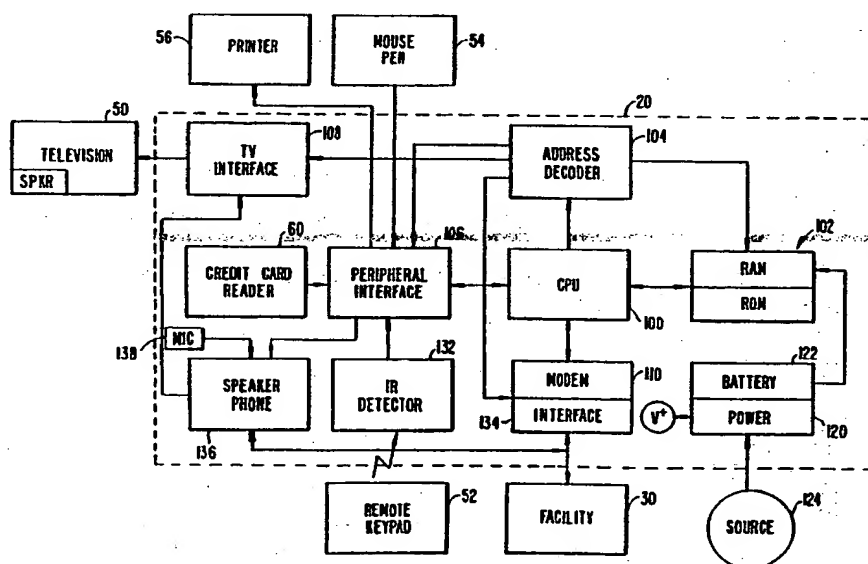 56
PRINTER
MOUSE
PEN
54
50
TELEVISION
SPKR
108
TV
INTERFACE
20
ADDRESS
DECODER
104
60
CREDIT CARD
READER
106
PERIPHERAL
INTERFACE
CPU
100
102
RAM
ROM
138
MIC
SPEAKER
PHONE
136
132
IR
DETECTOR
MODEM
110
134
INTERFACE
122
BATTERY
V+
POWER
120
REMOTE
KEYPAD
52
FACILITY
30
SOURCE
124